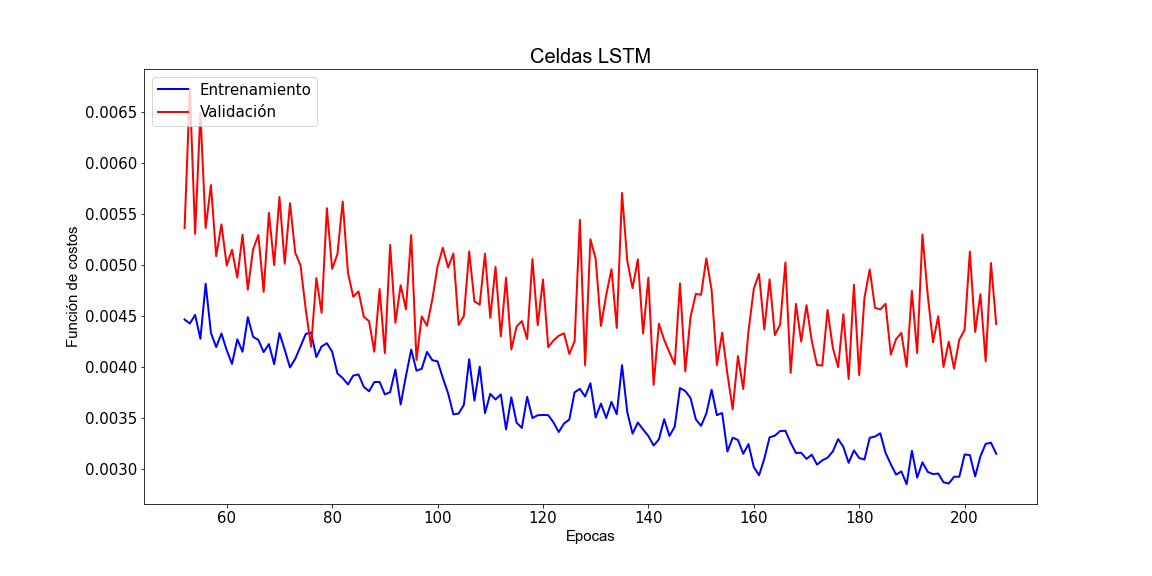 Celdas LSTM
Entrenamiento
Validación
Función de costos
0.0065
0.0060
0.0055
0.0050
0.0045
0.0040
0.0035
0.0030
60 80 100 120 140 160 180 200
Epocas